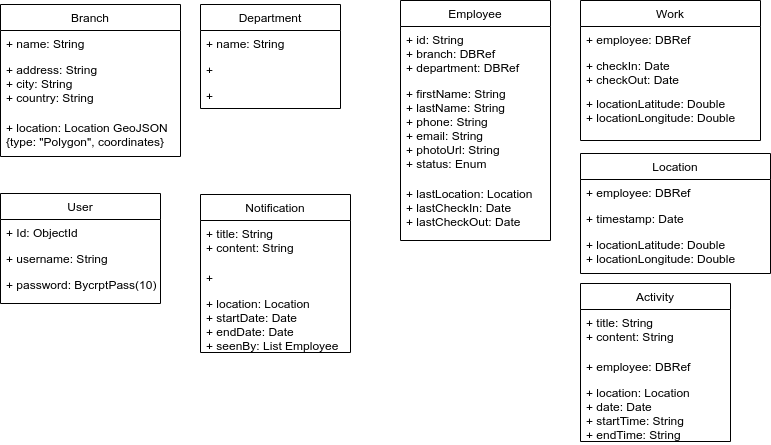 Branch
+ name: String
+ address: String
+ city: String
+ country: String
+ location: Location GeoJSON
{type: "Polygon", coordinates}
Department
+ name: String
+
+
Employee
+ id: String
+ branch: DBRef
+ department: DBRef
+ firstName: String
+ lastName: String
+ phone: String
+ email: String
+ photoUrl: String
+ status: Enum
+ lastLocation: Location
+ lastCheckIn: Date
+ lastCheckOut: Date
Work
+ employee: DBRef
+ checkIn: Date
+ checkOut: Date
+ locationLatitude: Double
+ locationLongitude: Double
User
+ Id: ObjectId
+ username: String
+ password: BycrptPass(10)
Notification
+ title: String
+ content: String
+
+ location: Location
+ startDate: Date
+ endDate: Date
+ seenBy: List Employee
Location
+ employee: DBRef
+ timestamp: Date
+ locationLatitude: Double
+ locationLongitude: Double
Activity
+ title: String
+ content: String
+ employee: DBRef
+ location: Location
+ date: Date
+ startTime: String
+ endTime: String